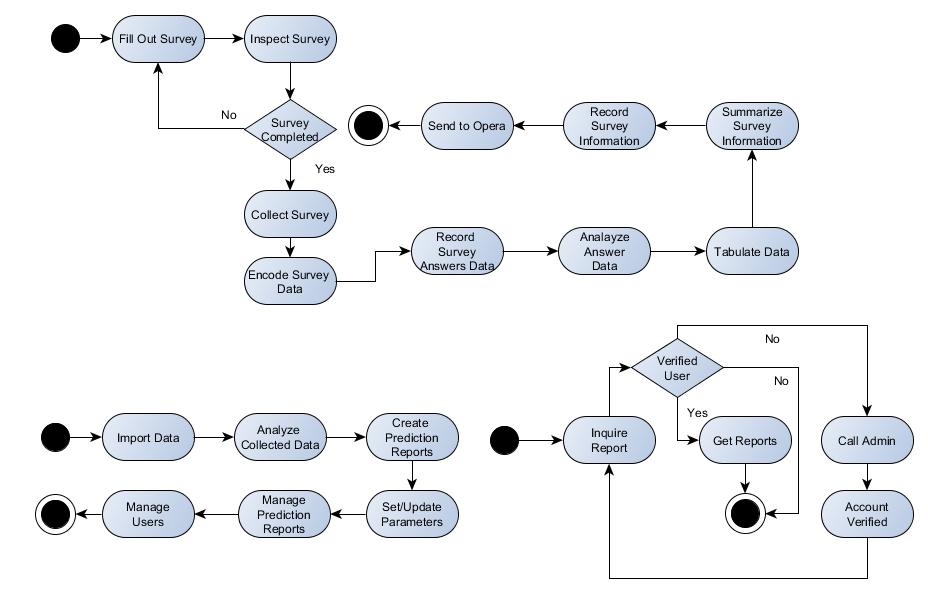 Fill Out Survey
Inspect Survey
No
Survey
Completed
Yes
Send to Opera
Record
Survey
Information
Summarize
Survey
Information
Collect Survey
Encode Survey
Data
Record
Survey
Answers Data
Analayze
Answer
Data
Tabulate Data
Import Data
Analyze
Collected Data
Create
Prediction
Reports
Manage
Users
Manage
Prediction
Reports
Set/Update
Parameters
Verified
User
No
No
Yes
Inquire
Report
Get Reports
Call Admin
Account
Verified